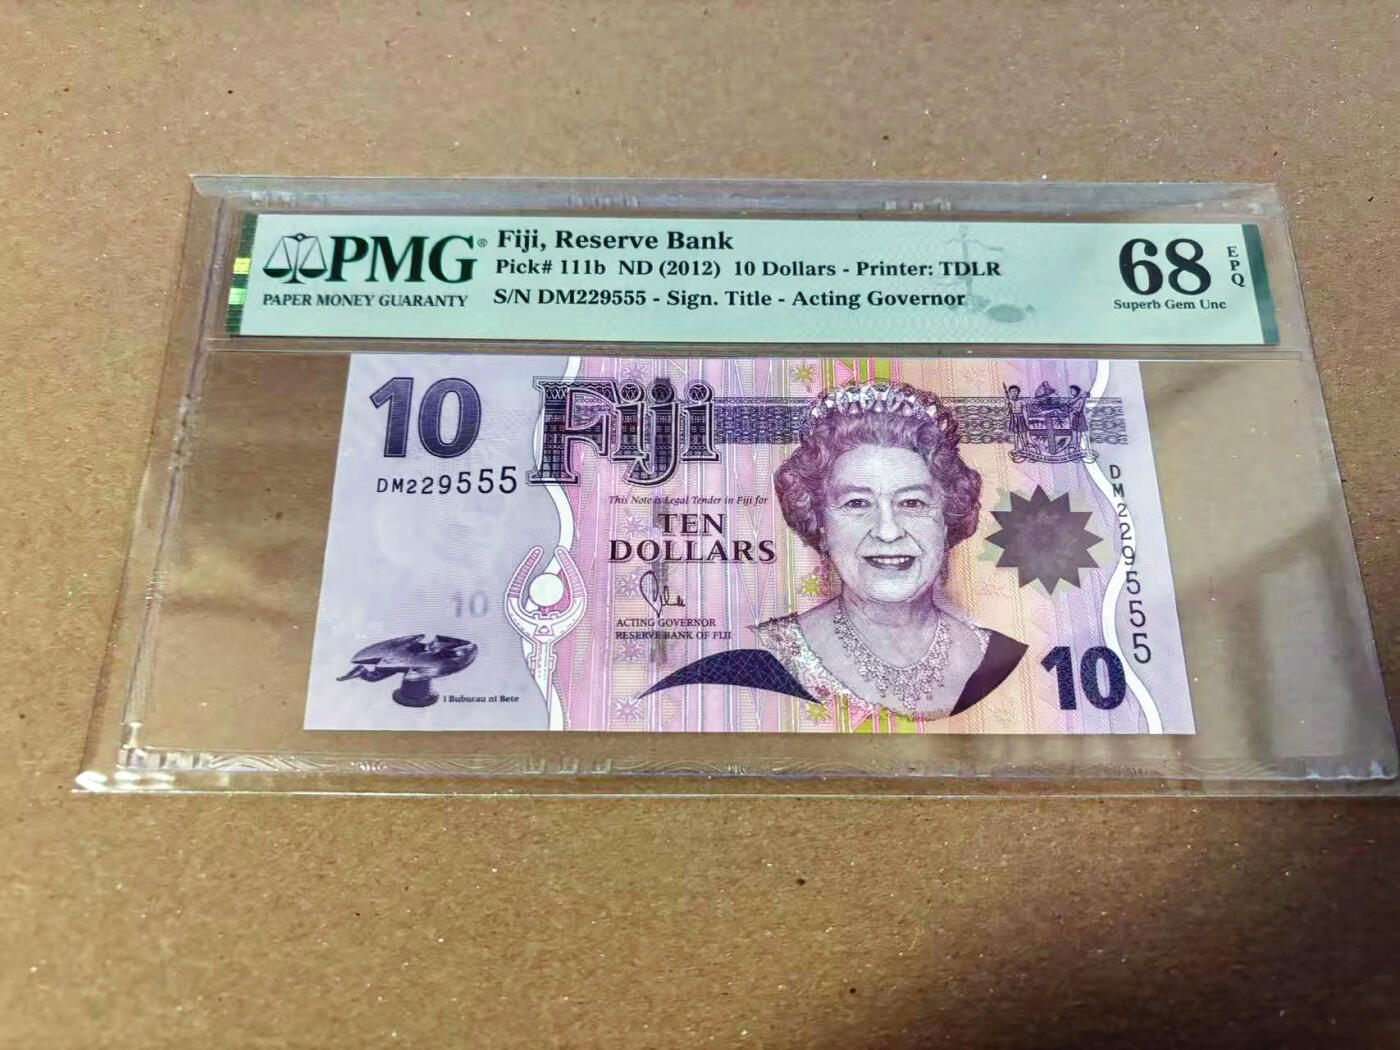 PMG®
PAPER MONEY GUARANTY
Fiji, Reserve Bank
Pick# 111b ND (2012) 10 Dollars - Printer: TDLR
S/N DM229555 - Sign. Title - Acting Governor
68
EPQ
Superb Gem Unc
10
Fiji
DM229555
DM229555
This Note is Legal Tender in Fiji for
TEN
DOLLARS
ACTING GOVERNOR
RESERVE BANK OF FIJI
10
i Buburau ni Bete
10